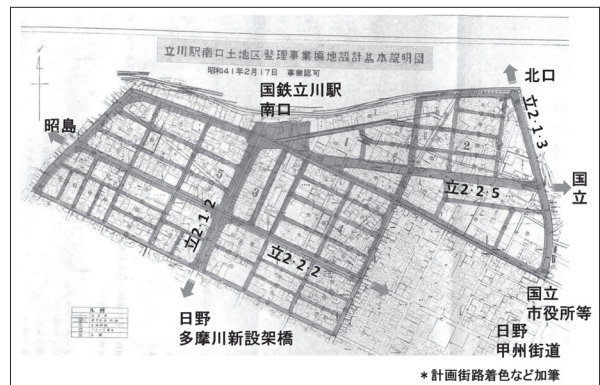 立川駅南口土地区整理事業換地設計基本説明図
昭和41年2月17日 事業認可
国鉄立川駅
南口
北口
昭島
立2・1・3
国立
立2・2・5
立2・1・2
立2・2・2
国立
市役所等
日野
多摩川新設架橋
日野
甲州街道
凡例
*計画街路着色など加筆